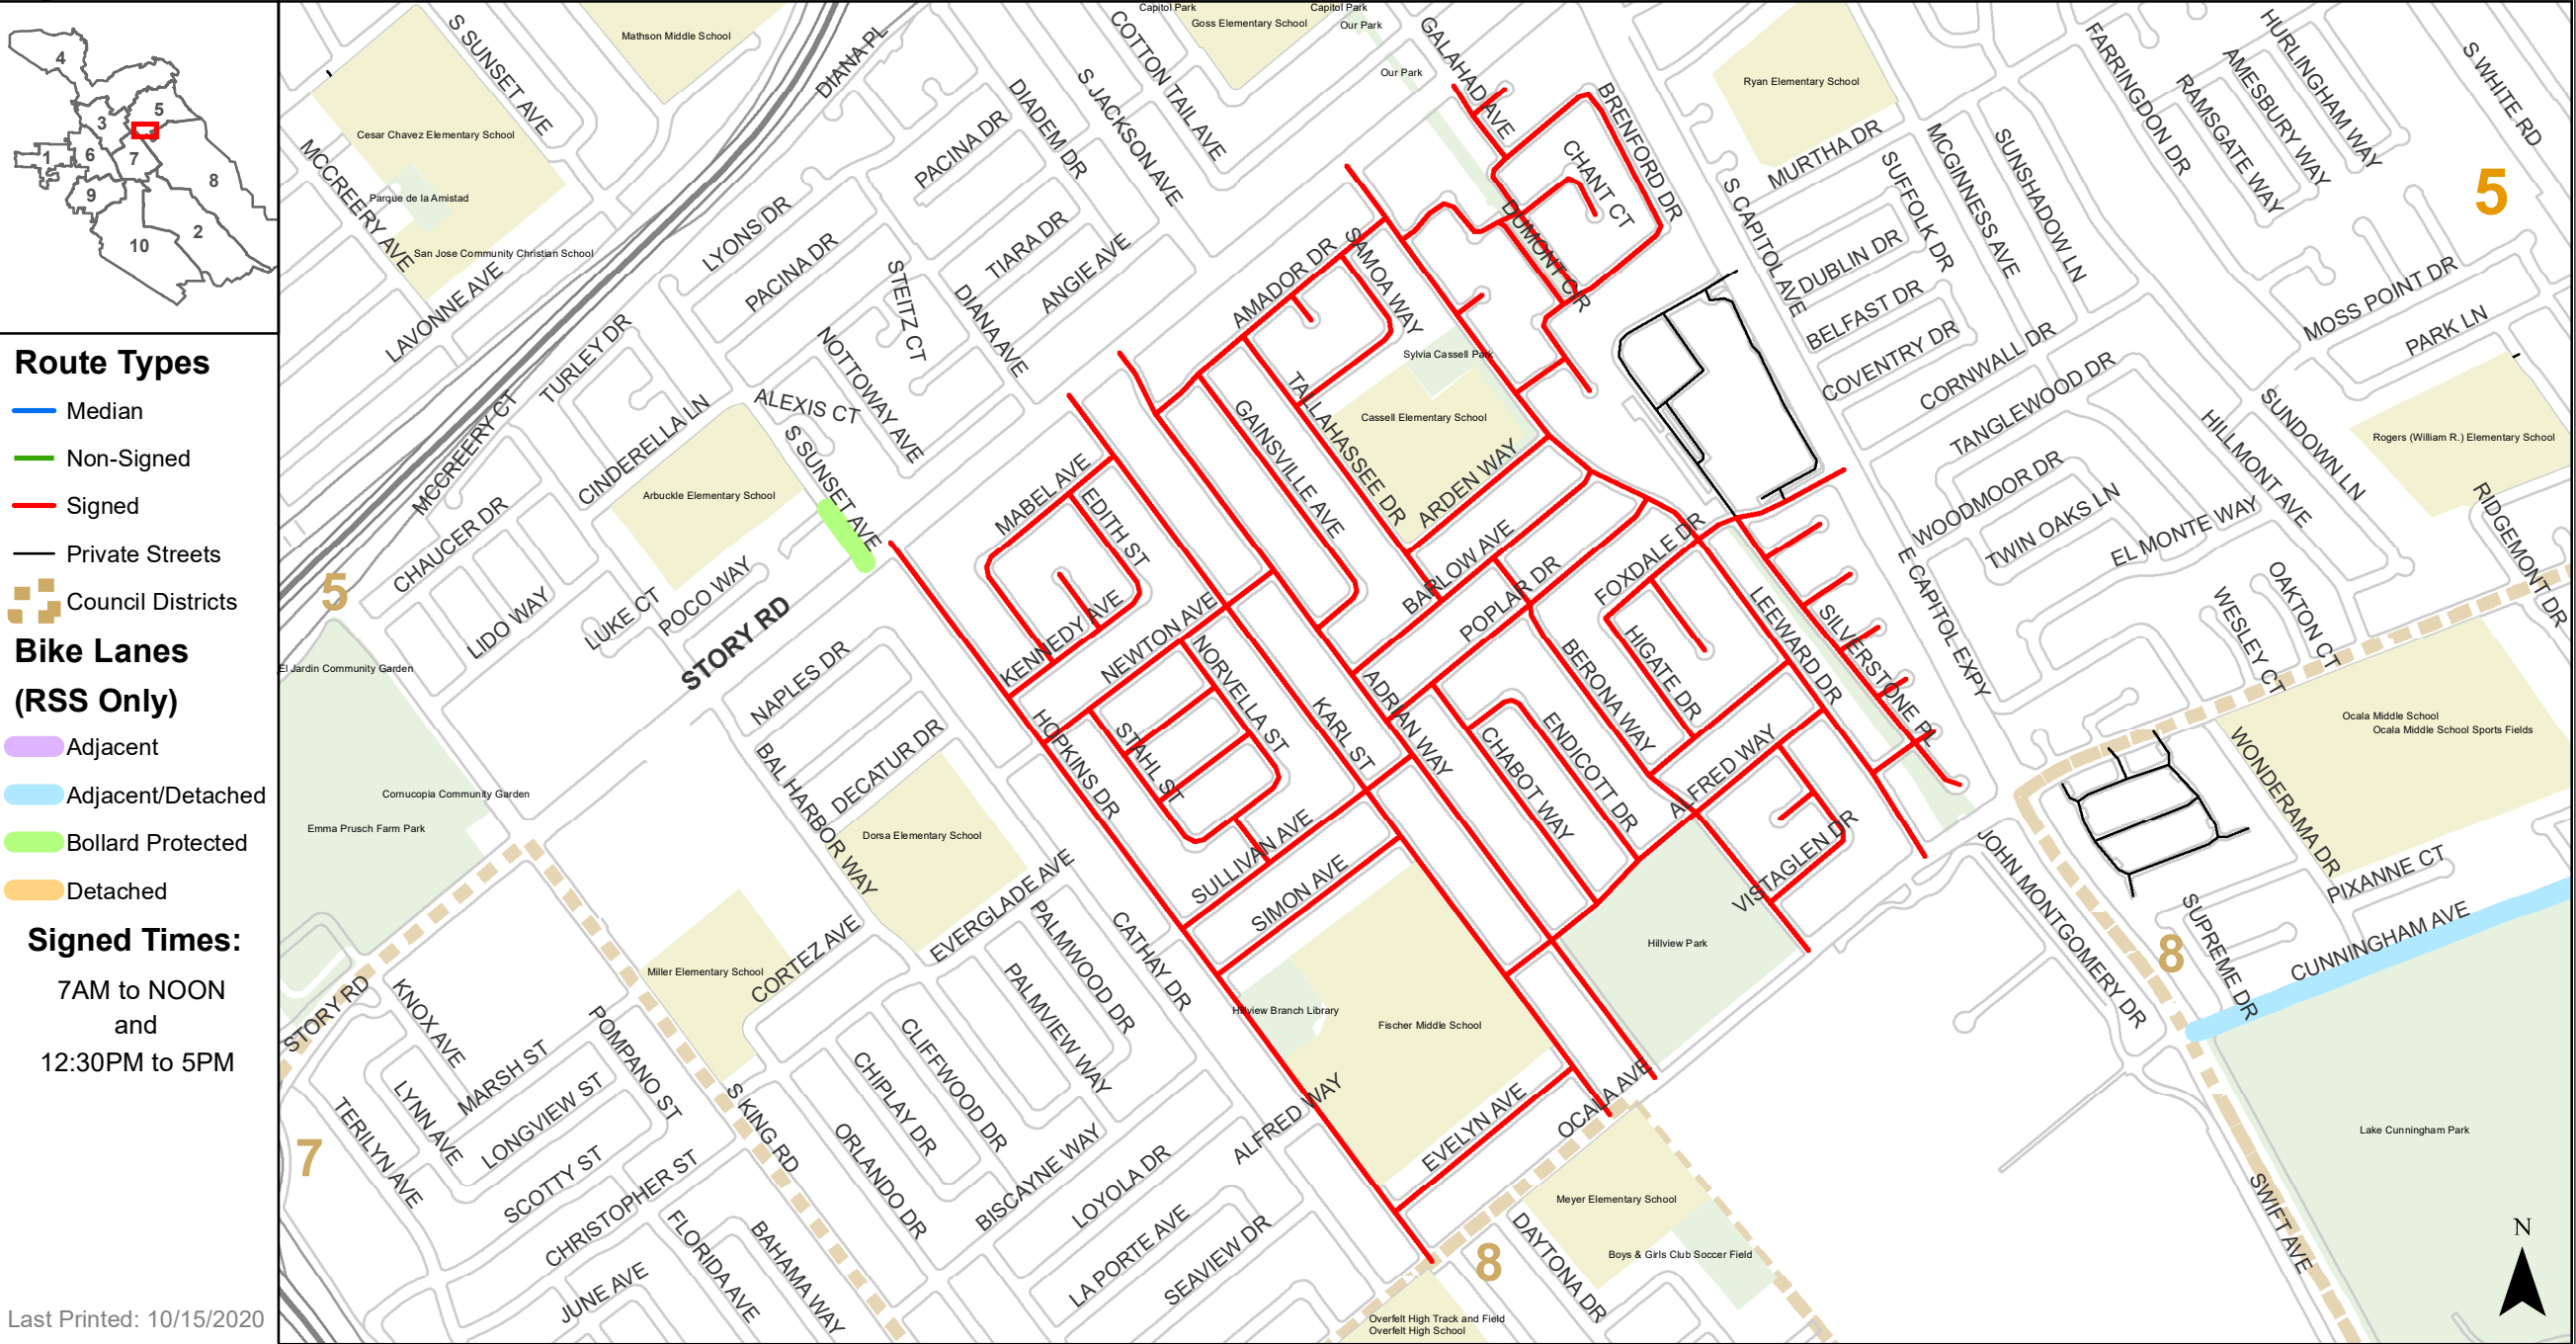 4
5
3
1
6
7
8
9
2
10
Route Types
Median
Non-Signed
Signed
Private Streets
Council Districts
Bike Lanes
(RSS Only)
Adjacent
Adjacent/Detached
Bollard Protected
Detached
Signed Times:
7AM to NOON
and
12:30PM to 5PM
Last Printed: 10/15/2020
Capitol Park
Capitol Park
Mathson Middle School
Goss Elementary School
Our Park
Our Park
S SUNSET AVE
DIANA PL
COTTON TAIL AVE
GALAHAD AVE
HURLINGHAM WAY
FARRINGDON DR
AMESBURY WAY
RAMSGATE WAY
S WHITE RD
Ryan Elementary School
Cesar Chavez Elementary School
MCCREERY AVE
Parque de la Amistad
San Jose Community Christian School
LAVONNE AVE
DIADEM DR
S JACKSON AVE
PACINA DR
BRENFORD DR
CHANT CT
MURTHA DR
MCGINNESS AVE
SUNSHADOW LN
SUFFOLK DR
S CAPITOL AVE
5
LYONS DR
PACINA DR
TIARA DR
ANGIE AVE
STEITZ CT
DIANA AVE
AMADOR DR
SAMOA WAY
DUMONT CIR
DUBLIN DR
BELFAST DR
COVENTRY DR
CORNWALL DR
MOSS POINT DR
PARK LN
TURLEY DR
NOTTOWAY AVE
ALEXIS CT
MCCREERY CT
CINDERELLA LN
Sylvia Cassell Park
Cassell Elementary School
TALLAHASSEE DR
GAINSVILLE AVE
TANGLEWOOD DR
SUNDOWN LN
HILLMONT AVE
Rogers (William R.) Elementary School
S SUNSET AVE
Arbuckle Elementary School
MABEL AVE
EDITH ST
ARDEN WAY
CHAUCER DR
WOODMOOR DR
TWIN OAKS LN
EL MONTE WAY
RIDGEMONT DR
5
LIDO WAY
LUKE CT
POCO WAY
STORY RD
KENNEDY AVE
NEWTON AVE
BARLOW AVE
POPLAR DR
FOXDALE DR
LEEWARD DR
SILVERSTONE PL
E CAPITOL EXPY
OAKTON CT
WESLEY CT
El Jardin Community Garden
NAPLES DR
NORVELLA ST
HIGATE DR
BERONA WAY
HOPKINS DR
STAHL ST
KARL ST
ADRIAN WAY
CHABOT WAY
ENDICOTT DR
ALFRED WAY
Ocala Middle School
Ocala Middle School Sports Fields
WONDERAMA DR
BAL HARBOR WAY
DECATUR DR
Cornucopia Community Garden
Emma Prusch Farm Park
Dorsa Elementary School
SULLIVAN AVE
SIMON AVE
VISTAGLEN DR
JOHN MONTGOMERY DR
PIXANNE CT
CUNNINGHAM AVE
SUPREME DR
8
EVERGLADE AVE
PALMWOOD DR
CATHAY DR
CORTEZ AVE
Miller Elementary School
Hillview Park
STORY RD
KNOX AVE
POMPANO ST
PALMVIEW WAY
CLIFFWOOD DR
Hillview Branch Library
Fischer Middle School
MARSH ST
LYNN AVE
LONGVIEW ST
TERILYN AVE
S KING RD
CHIPLAY DR
ORLANDO DR
ALFRED WAY
OCALA AVE
EVELYN AVE
7
SCOTTY ST
CHRISTOPHER ST
BISCAYNE WAY
LOYOLA DR
Lake Cunningham Park
Meyer Elementary School
Boys & Girls Club Soccer Field
SWIFT AVE
FLORIDA AVE
BAHAMA WAY
LA PORTE AVE
SEAVIEW DR
8
DAYTONA DR
JUNE AVE
Overfelt High Track and Field
Overfelt High School
N